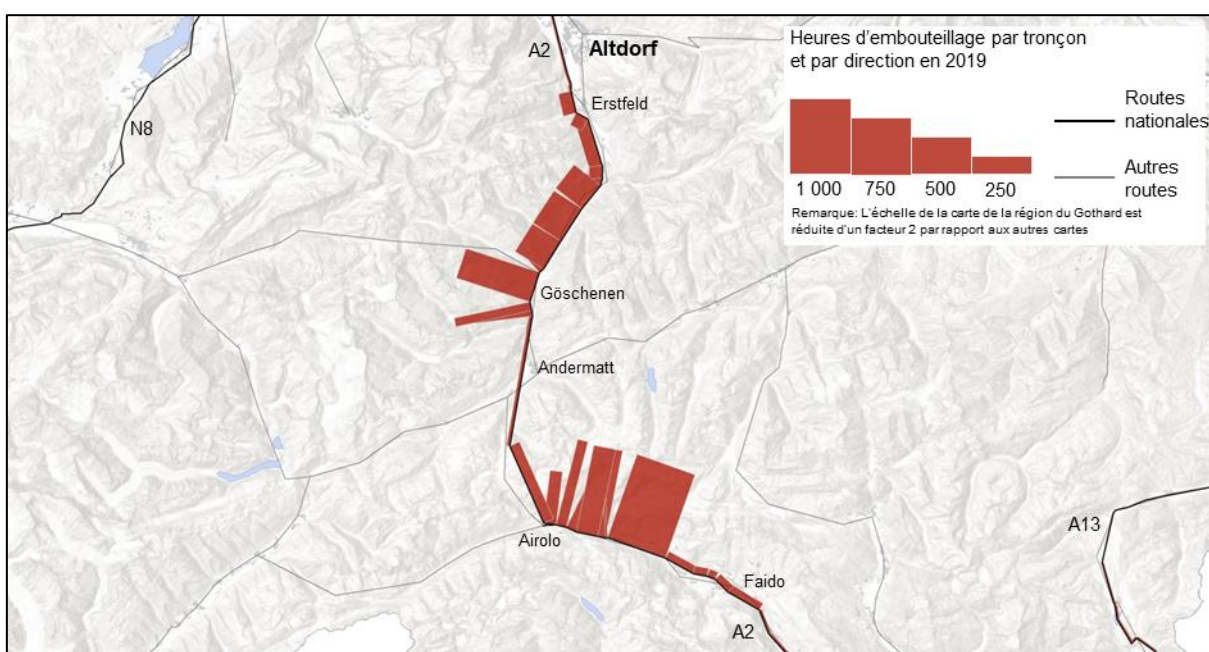 Heures d'embouteillage par tronçon
et par direction en 2019
1 000
750
500
250
Routes
nationales
Autres
routes
Remarque: L'échelle de la carte de la région du Gothard est
réduite d'un facteur 2 par rapport aux autres cartes
A2
Altdorf
Erstfeld
N8
Göschenen
Andermatt
Airolo
Faido
A2
A13